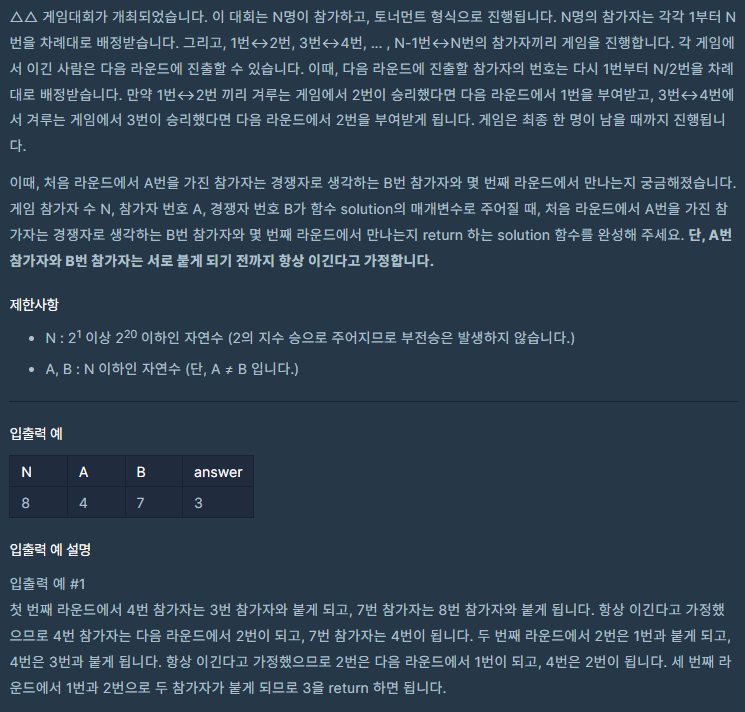 △△ 게임대회가 개최되었습니다. 이 대회는 N명이 참가하고, 토너먼트 형식으로 진행됩니다. N명의 참가자는 각각 1부터 N
번을 차례대로 배정받습니다. 그리고, 1번↔2번, 3번↔4번, ... , N-1번↔N번의 참가자끼리 게임을 진행합니다. 각 게임에
서 이긴 사람은 다음 라운드에 진출할 수 있습니다. 이때, 다음 라운드에 진출할 참가자의 번호는 다시 1번부터 N/2번을 차례
대로 배정받습니다. 만약 1번↔2번 끼리 겨루는 게임에서 2번이 승리했다면 다음 라운드에서 1번을 부여받고, 3번↔4번에
서 겨루는 게임에서 3번이 승리했다면 다음 라운드에서 2번을 부여받게 됩니다. 게임은 최종 한 명이 남을 때까지 진행됩니
다.
이때, 처음 라운드에서 A번을 가진 참가자는 경쟁자로 생각하는 B번 참가자와 몇 번째 라운드에서 만나는지 궁금해졌습니다.
게임 참가자 수 N, 참가자 번호 A, 경쟁자 번호 B가 함수 solution의 매개변수로 주어질 때, 처음 라운드에서 A번을 가진 참
가자는 경쟁자로 생각하는 B번 참가자와 몇 번째 라운드에서 만나는지 return 하는 solution 함수를 완성해 주세요. 단, A번
참가자와 B번 참가자는 서로 붙게 되기 전까지 항상 이긴다고 가정합니다.
제한사항
• N : 2¹ 이상 2²⁰ 이하인 자연수 (2의 지수 승으로 주어지므로 부전승은 발생하지 않습니다.)
• A, B : N 이하인 자연수 (단, A ≠ B 입니다.)
입출력 예
N A B answer
8 4 7 3
입출력 예 설명
입출력 예 #1
첫 번째 라운드에서 4번 참가자는 3번 참가자와 붙게 되고, 7번 참가자는 8번 참가자와 붙게 됩니다. 항상 이긴다고 가정했
으므로 4번 참가자는 다음 라운드에서 2번이 되고, 7번 참가자는 4번이 됩니다. 두 번째 라운드에서 2번은 1번과 붙게 되고,
4번은 3번과 붙게 됩니다. 항상 이긴다고 가정했으므로 2번은 다음 라운드에서 1번이 되고, 4번은 2번이 됩니다. 세 번째 라
운드에서 1번과 2번으로 두 참가자가 붙게 되므로 3을 return 하면 됩니다.